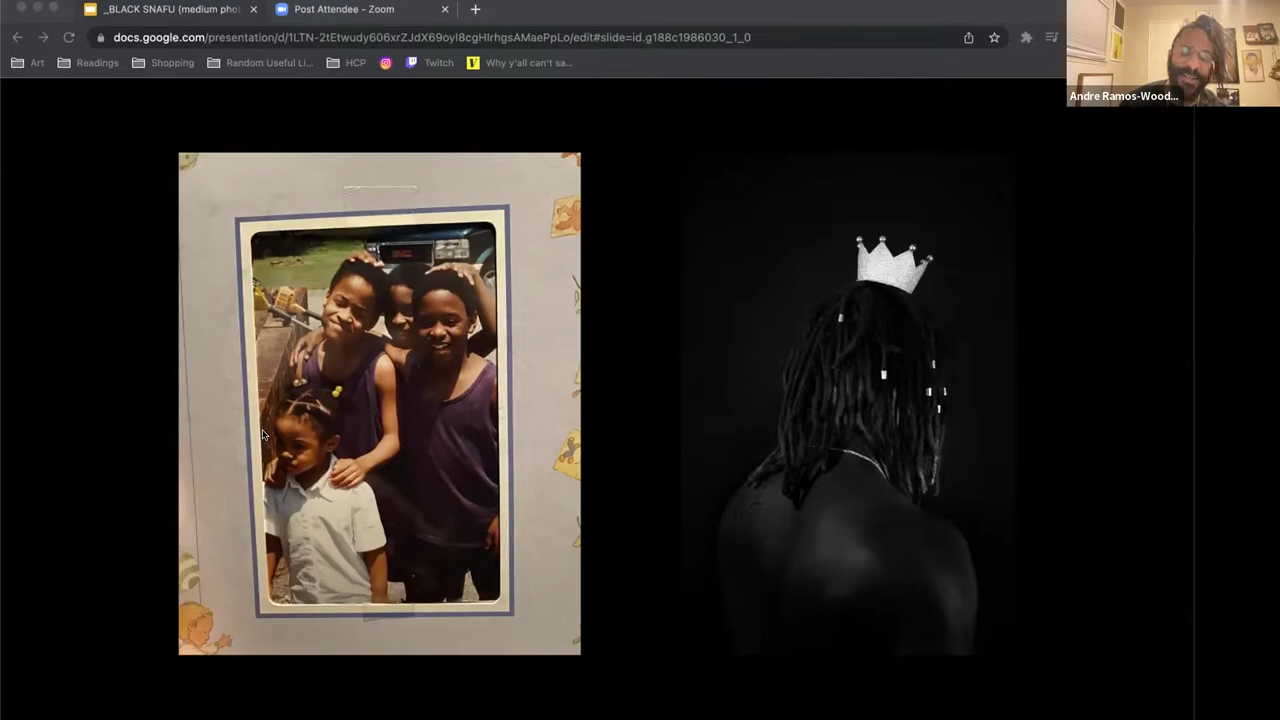 _BLACK SNAFU (medium phot
Post Attendee - Zoom
docs.google.com/presentation/d/1LTN-2tEtwudy606xrZJdX69oyI8cgHIrhgsAMaePpLo/edit#slide=id.g188c1986030_1_0
Art
Readings
Shopping
Random Useful Li...
HCP
Twitch
Why y'all can't sa...
Andre Ramos-Wood...